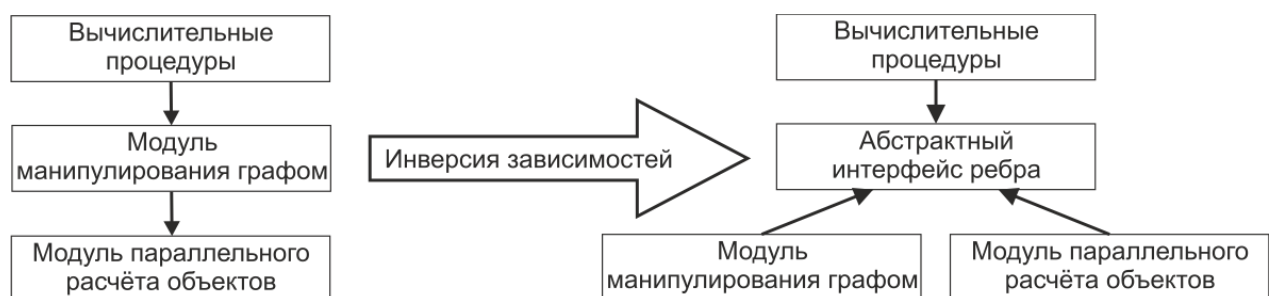 Вычислительные
процедуры
Модуль
манипулирования графом
Модуль параллельного
расчёта объектов
Инверсия зависимостей
Вычислительные
процедуры
Абстрактный
интерфейс ребра
Модуль
манипулирования графом
Модуль параллельного
расчёта объектов